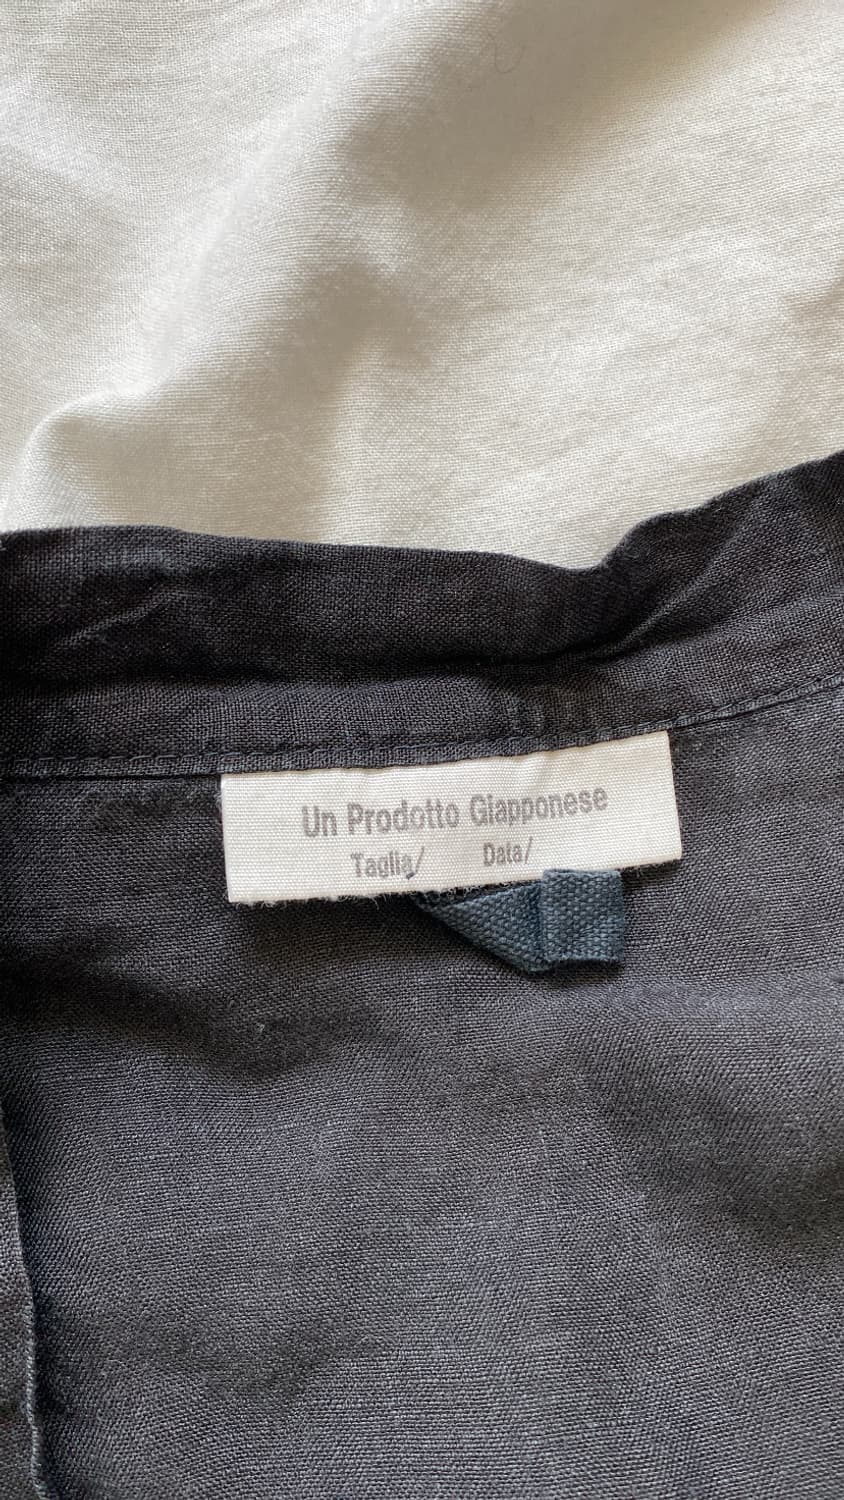 Un Prodotto Giapponese
Taglia/ Data/